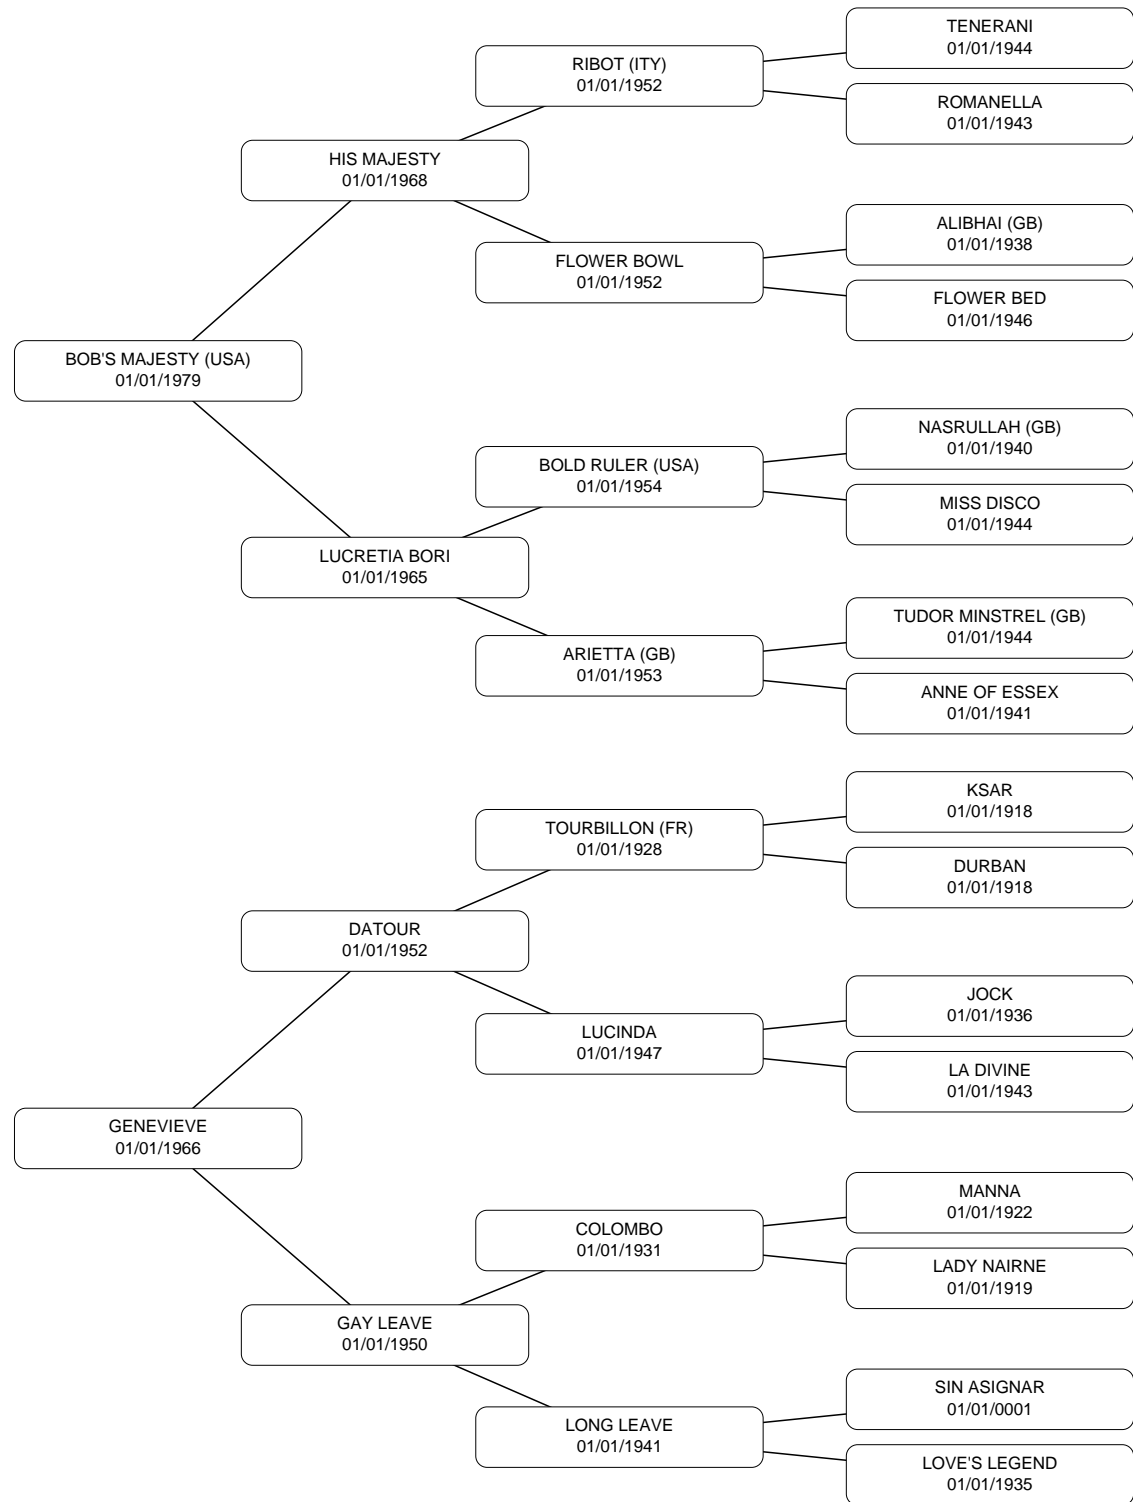 TENERANI
01/01/1944
RIBOT (ITY)
01/01/1952
ROMANELLA
01/01/1943
HIS MAJESTY
01/01/1968
ALIBHAI (GB)
01/01/1938
FLOWER BOWL
01/01/1952
FLOWER BED
01/01/1946
BOB'S MAJESTY (USA)
01/01/1979
NASRULLAH (GB)
01/01/1940
BOLD RULER (USA)
01/01/1954
MISS DISCO
01/01/1944
LUCRETIA BORI
01/01/1965
TUDOR MINSTREL (GB)
01/01/1944
ARIETTA (GB)
01/01/1953
ANNE OF ESSEX
01/01/1941
KSAR
01/01/1918
TOURBILLON (FR)
01/01/1928
DURBAN
01/01/1918
DATOUR
01/01/1952
JOCK
01/01/1936
LUCINDA
01/01/1947
LA DIVINE
01/01/1943
GENEVIEVE
01/01/1966
MANNA
01/01/1922
COLOMBO
01/01/1931
LADY NAIRNE
01/01/1919
GAY LEAVE
01/01/1950
SIN ASIGNAR
01/01/0001
LONG LEAVE
01/01/1941
LOVE'S LEGEND
01/01/1935